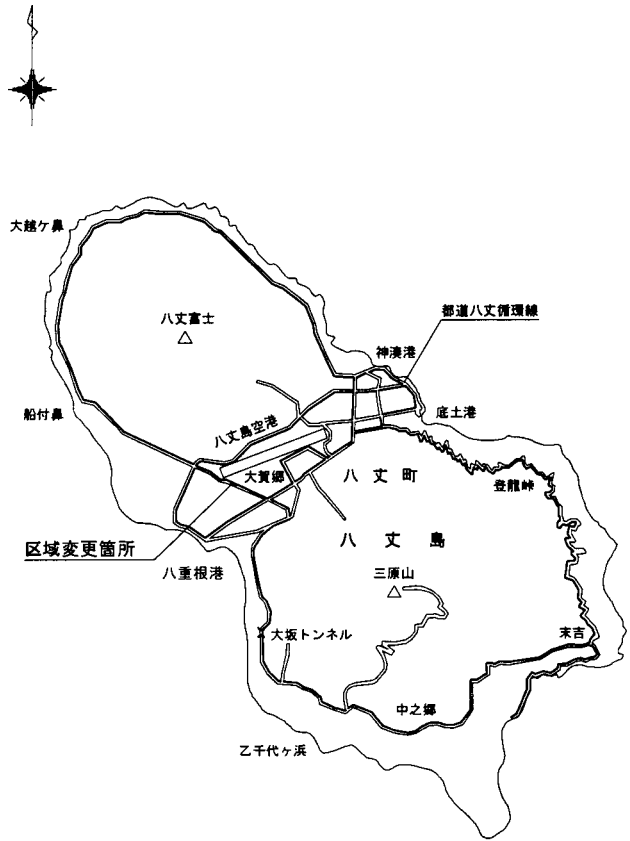 大越ケ鼻
八丈富士
都道八丈循環線
神湊港
船付鼻
底土港
八丈島空港
大賀郷
八丈町
登龍峠
区域変更箇所
八丈島
八重根港
三原山
大坂トンネル
末吉
中之郷
乙千代ヶ浜